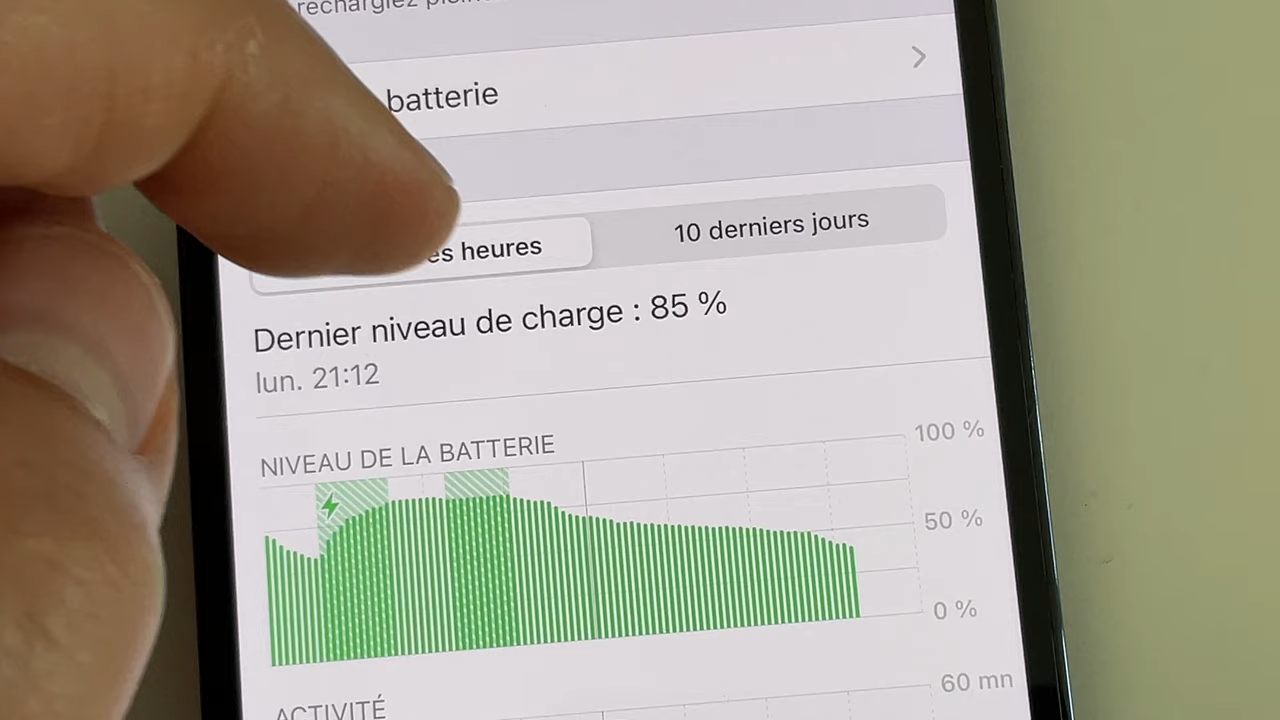 rechargiez
batterie
es heures
10 derniers jours
Dernier niveau de charge : 85 %
lun. 21:12
NIVEAU DE LA BATTERIE
100 %
50 %
0 %
ACTIVITÉ
60 mn